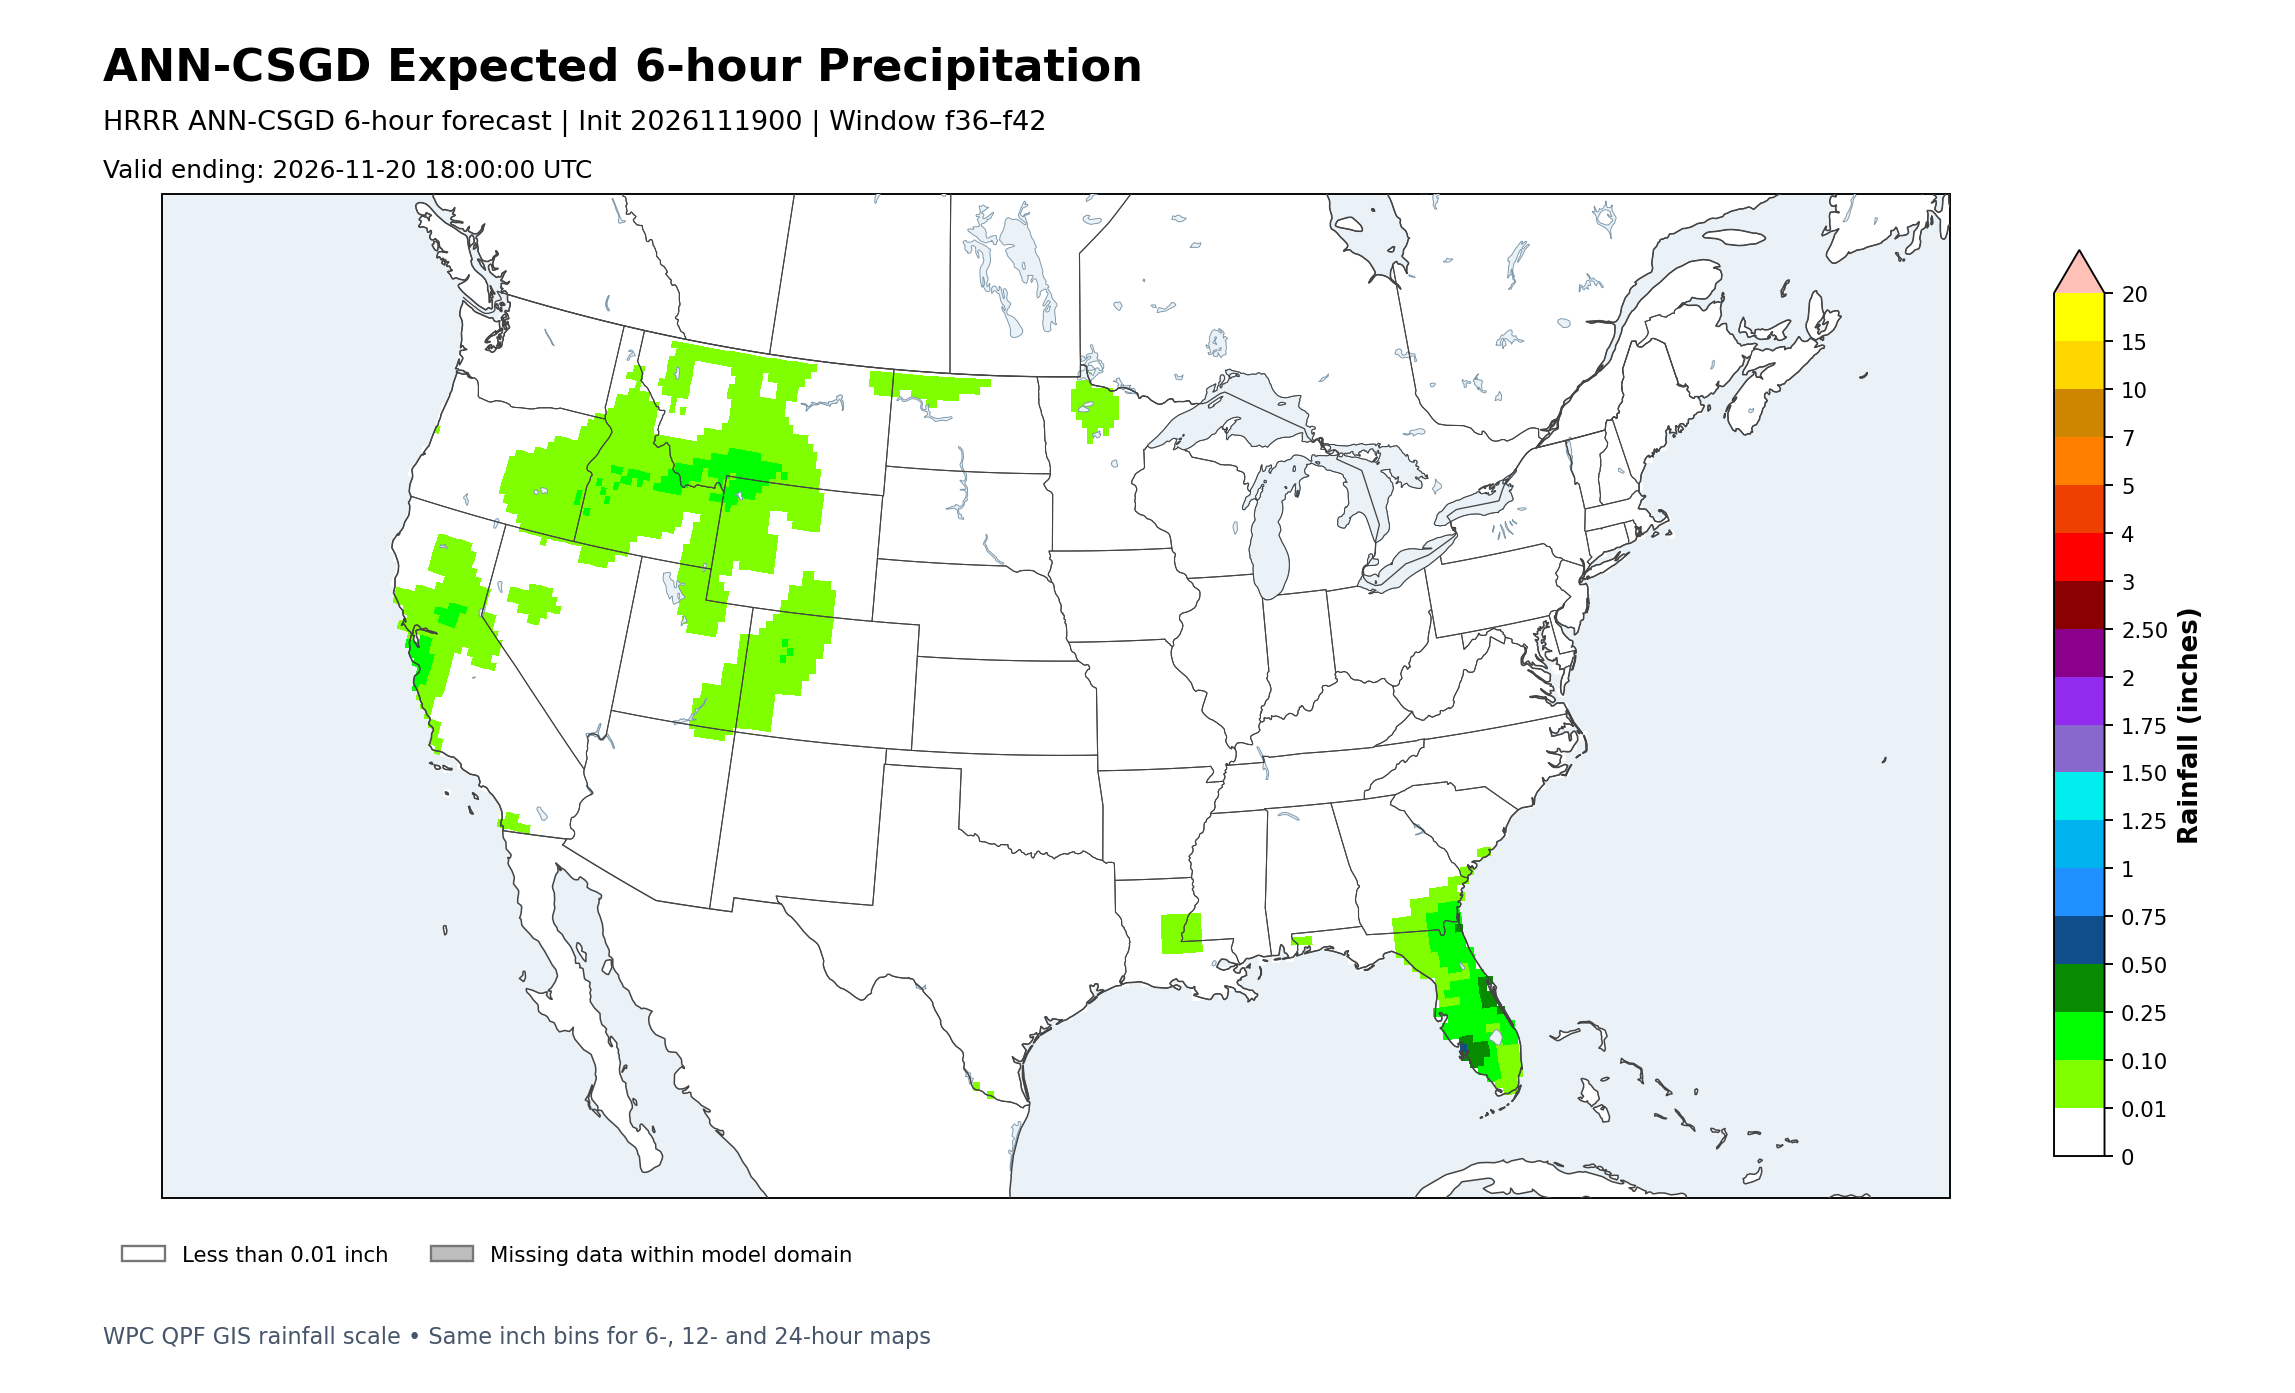 ANN-CSGD Expected 6-hour Precipitation
HRRR ANN-CSGD 6-hour forecast | Init 2026111900 | Window f36–f42
Valid ending: 2026-11-20 18:00:00 UTC
20
15
10
7
5
4
3
2.50
2
1.75
1.50
1.25
1
0.75
0.50
0.25
0.10
0.01
0
Rainfall (inches)
Less than 0.01 inch
Missing data within model domain
WPC QPF GIS rainfall scale • Same inch bins for 6-, 12- and 24-hour maps